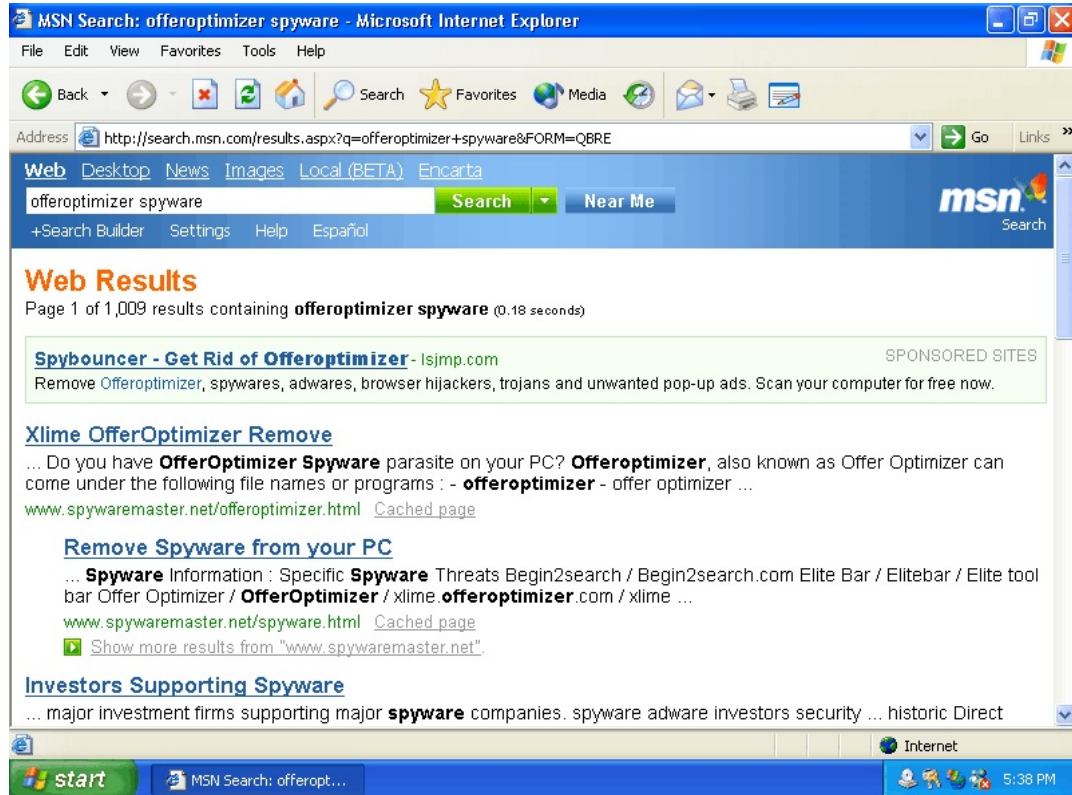 MSN Search: offeroptimizer spyware - Microsoft Internet Explorer
File Edit View Favorites Tools Help
Back Search Favorites Media
Address http://search.msn.com/results.aspx?q=offeroptimizer+spyware&FORM=QBRE Go Links »
Web Desktop News Images Local (BETA) Encarta
offeroptimizer spyware Search Near Me
msn
Search
+Search Builder Settings Help Español
Web Results
Page 1 of 1,009 results containing offeroptimizer spyware (0.18 seconds)
Spybouncer - Get Rid of Offeroptimizer - lsjmp.com SPONSORED SITES
Remove Offeroptimizer, spywares, adwares, browser hijackers, trojans and unwanted pop-up ads. Scan your computer for free now.
Xlime OfferOptimizer Remove
... Do you have OfferOptimizer Spyware parasite on your PC? Offeroptimizer, also known as Offer Optimizer can
come under the following file names or programs : - offeroptimizer - offer optimizer ...
www.spywaremaster.net/offeroptimizer.html Cached page
Remove Spyware from your PC
... Spyware Information : Specific Spyware Threats Begin2search / Begin2search.com Elite Bar / Elitebar / Elite tool
bar Offer Optimizer / OfferOptimizer / xlime.offeroptimizer.com / xlime ...
www.spywaremaster.net/spyware.html Cached page
Show more results from "www.spywaremaster.net".
Investors Supporting Spyware
... major investment firms supporting major spyware companies. spyware adware investors security ... historic Direct
Internet
start MSN Search: offeropt... 5:38 PM